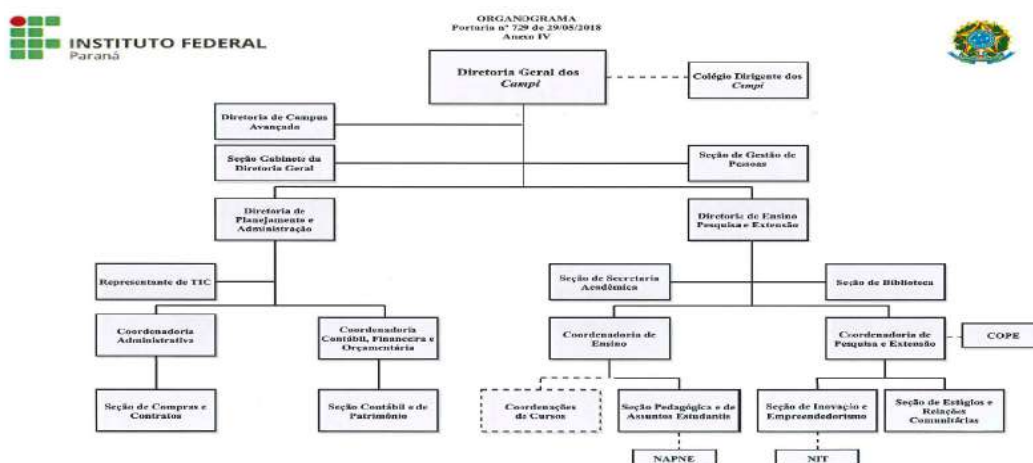 ORGANOGRAMA
Portaria nº 729 de 29/05/2018
Anexo IV
INSTITUTO FEDERAL
Paraná
Diretoria Geral dos
Campi
Colégio Dirigente dos
Campi
Diretoria de Campus
Avançado
Seção Gabinete da
Diretoria Geral
Seção de Gestão de
Pessoas
Diretoria de
Planejamento e
Administração
Diretoria de Ensino
Pesquisa e Extensão
Representante de TIC
Seção de Secretaria
Acadêmica
Seção de Biblioteca
Coordenadoria
Administrativa
Coordenadoria
Contábil, Financeira e
Orçamentária
Coordenadoria de
Ensino
Coordenadoria de
Pesquisa e Extensão
COPE
Seção de Compras e
Contratos
Seção Contábil e de
Patrimônio
Coordenações
de Cursos
Seção Pedagógica e de
Assuntos Estudantis
Seção de Inovação e
Empreendedorismo
Seção de Estágios e
Relações
Comunitárias
NAPNE
NIT